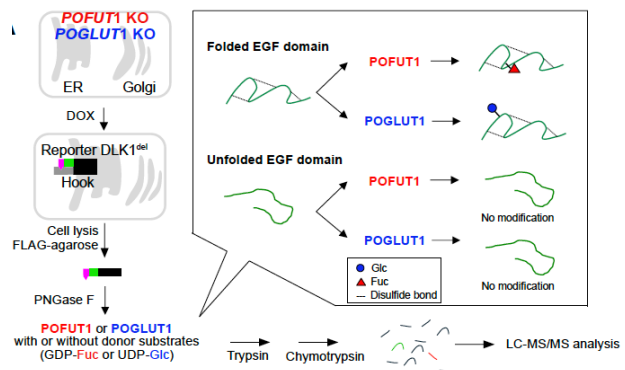 A
POFUT1 KO
POGLUT1 KO
ER Golgi
DOX
Reporter DLK1del
Hook
Cell lysis
FLAG-agarose
PNGase F
POFUT1 or POGLUT1
with or without donor substrates
(GDP-Fuc or UDP-Glc)
Trypsin
Chymotrypsin
LC-MS/MS analysis
Folded EGF domain
POFUT1
POGLUT1
Unfolded EGF domain
POFUT1
No modification
POGLUT1
No modification
Glc
Fuc
Disulfide bond